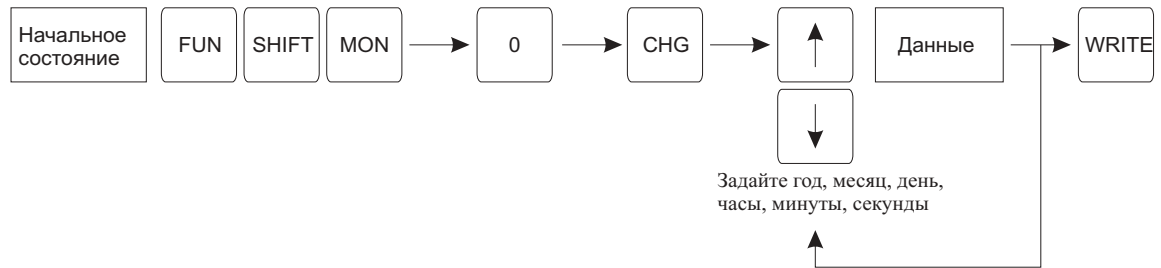 Начальное
состояние
FUN
SHIFT
MON
0
CHG
Данные
WRITE
Задайте год, месяц, день,
часы, минуты, секунды